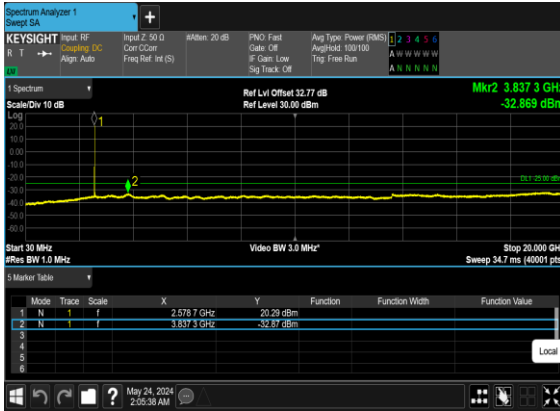 Spectrum Analyzer 1
Swept SA
+
KEYSIGHT Input: RF Input Z: 50 Ω #Atten: 20 dB PNO: Fast Avg Type: Power (RMS) 1 2 3 4 5 6
R T Coupling: DC Corr CCorr Gate: Off Avg|Hold: 100/100 A W W W W W
Align: Auto Freq Ref: Int (S) IF Gain: Low Trig: Free Run
Sig Track: Off A N N N N N
1 Spectrum Ref Lvl Offset 32.77 dB Mkr2 3.837 3 GHz
Scale/Div 10 dB Ref Level 30.00 dBm -32.869 dBm
Log
1
20.0
10.0
0.00
-10.0
-20.0
2
DL1 25.00 dBm
-30.0
-40.0
-50.0
-60.0
Start 30 MHz Video BW 3.0 MHz* Stop 20.000 GHz
#Res BW 1.0 MHz Sweep 34.7 ms (40001 pts)
5 Marker Table
Mode Trace Scale X Y Function Function Width Function Value
1 N 1 f 2.578 7 GHz 20.29 dBm
2 N 1 f 3.837 3 GHz -32.87 dBm
3
4
5
6
Local
? May 24, 2024
2:05:38 AM